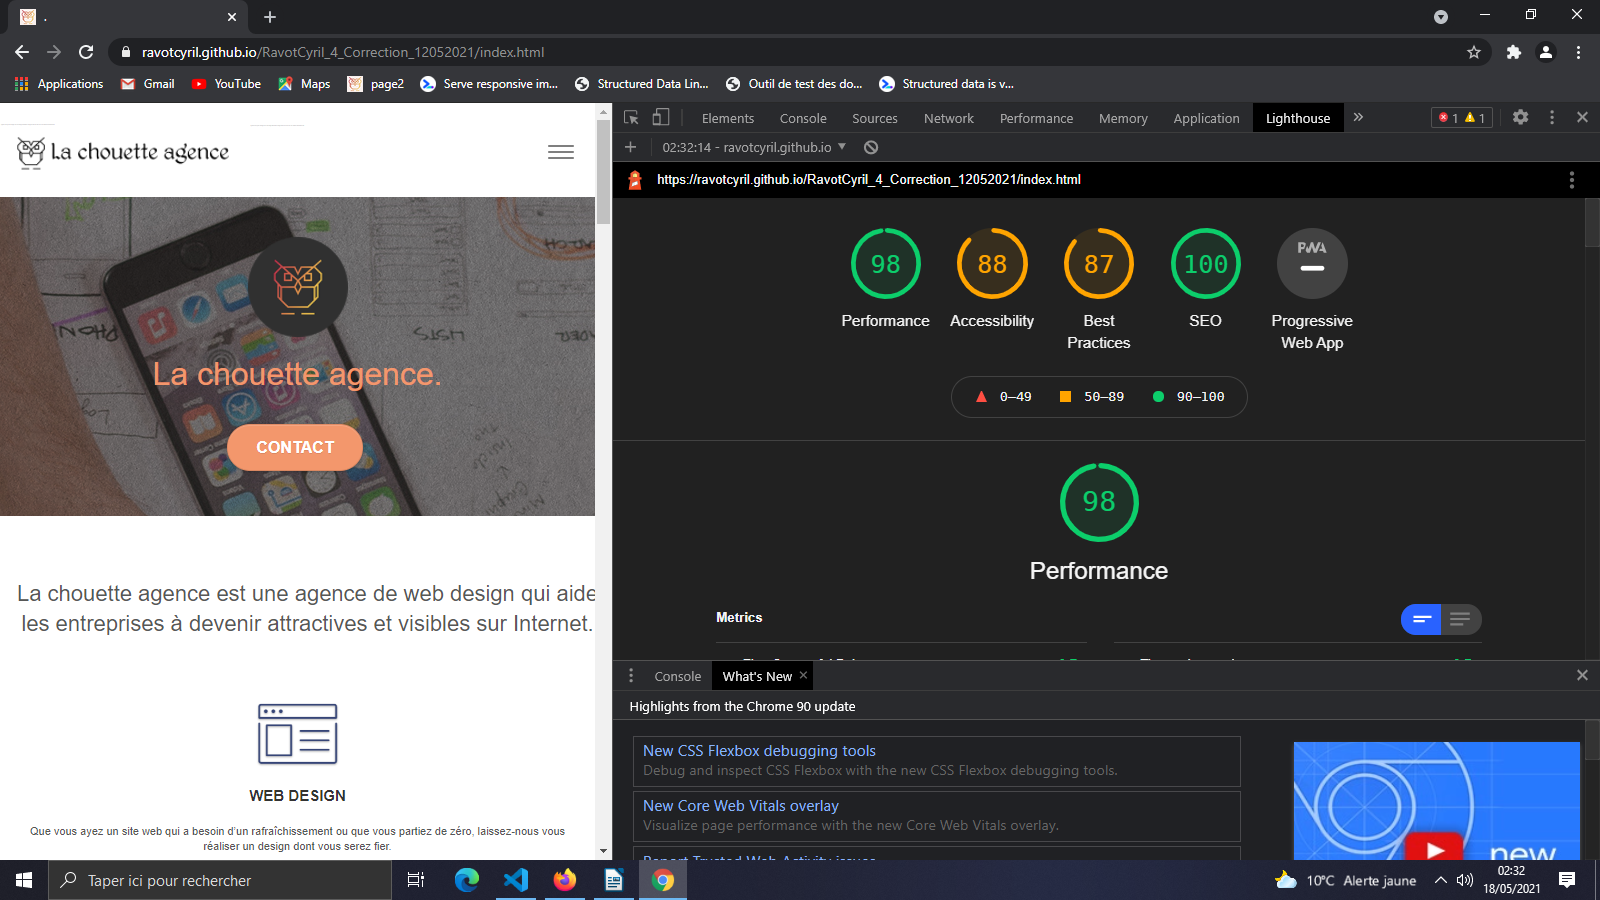 .
ravotcyril.github.io/RavotCyril_4_Correction_12052021/index.html
Applications
Gmail
YouTube
Maps
page2
Serve responsive im...
Structured Data Lin...
Outil de test des do...
Structured data is v...
La chouette agence
PHON
LISTS
La chouette agence.
CONTACT
La chouette agence est une agence de web design qui aide
les entreprises à devenir attractives et visibles sur Internet.
WEB DESIGN
Que vous ayez un site web qui a besoin d'un rafraîchissement ou que vous partiez de zéro, laissez-nous vous
réaliser un design dont vous serez fier.
Elements
Console
Sources
Network
Performance
Memory
Application
Lighthouse
1
1
02:32:14 - ravotcyril.github.io
https://ravotcyril.github.io/RavotCyril_4_Correction_12052021/index.html
98
88
87
100
PWA
Performance
Accessibility
Best
Practices
SEO
Progressive
Web App
0–49
50–89
90–100
98
Performance
Metrics
Console
What's New
Highlights from the Chrome 90 update
New CSS Flexbox debugging tools
Debug and inspect CSS Flexbox with the new CSS Flexbox debugging tools.
New Core Web Vitals overlay
Visualize page performance with the new Core Web Vitals overlay.
Report Trusted Web Activity issues
new
Taper ici pour rechercher
10°C Alerte jaune
02:32
18/05/2021